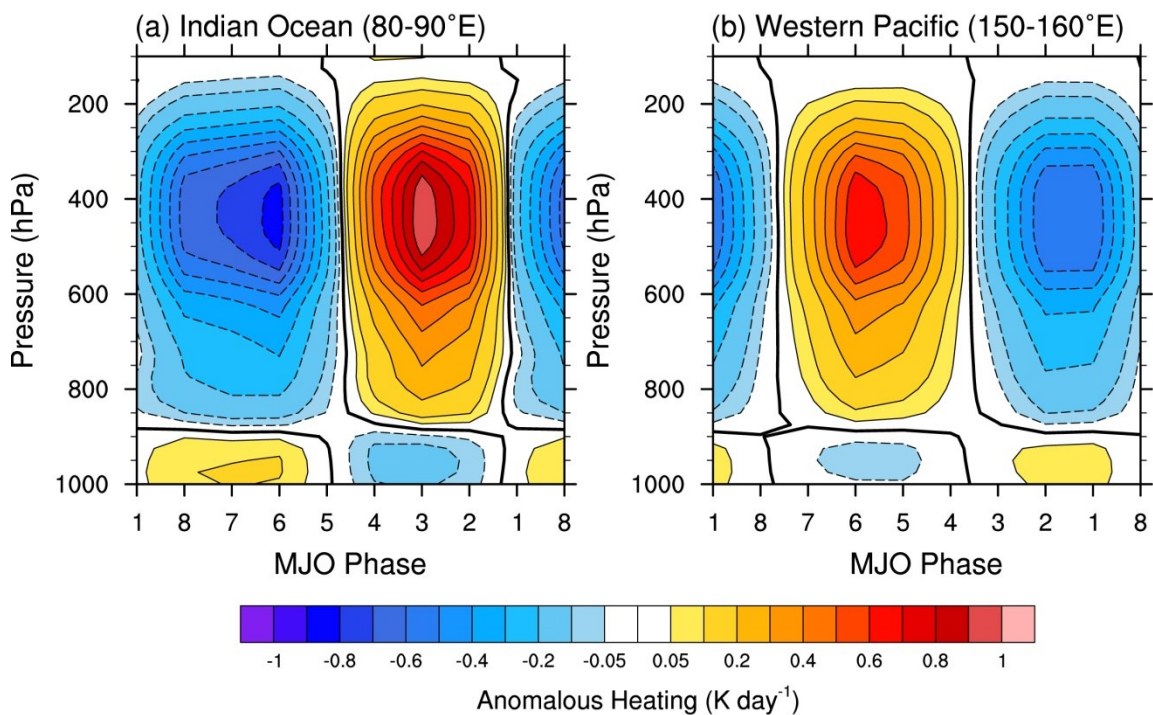 (a) Indian Ocean (80-90°E)
(b) Western Pacific (150-160°E)
Pressure (hPa)
200
400
600
800
1000
1 8 7 6 5 4 3 2 1 8
MJO Phase
Pressure (hPa)
200
400
600
800
1000
1 8 7 6 5 4 3 2 1 8
MJO Phase
-1 -0.8 -0.6 -0.4 -0.2 -0.05 0.05 0.2 0.4 0.6 0.8 1
Anomalous Heating (K day⁻¹)